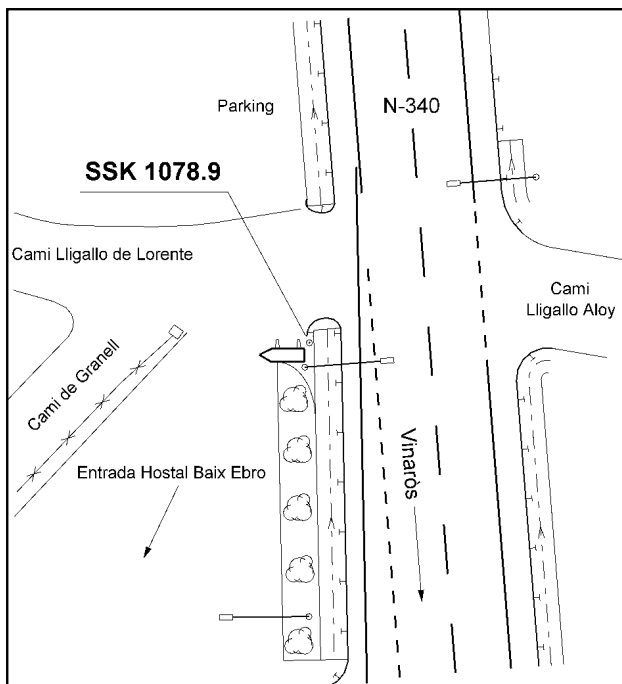 Parking
N-340
SSK 1078.9
Cami Lligallo de Lorente
Cami
Lligallo Aloy
Cami de Granell
Entrada Hostal Baix Ebro
Vinaròs